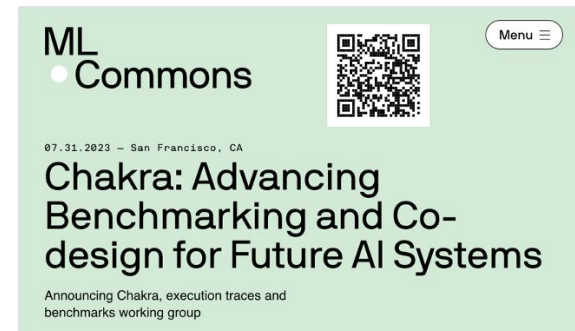 ML
Commons
Menu
07.31.2023 — San Francisco, CA
Chakra: Advancing
Benchmarking and Co-
design for Future AI Systems
Announcing Chakra, execution traces and
benchmarks working group